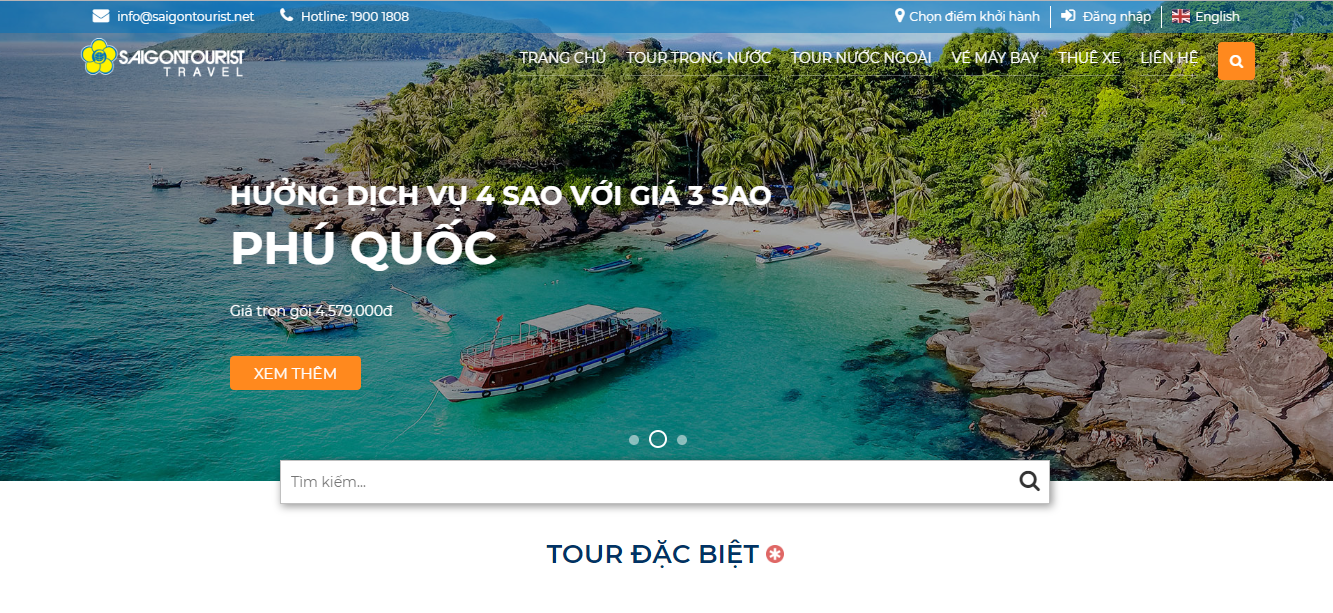 info@saigontourist.net Hotline: 1900 1808 Chọn điểm khởi hành Đăng nhập English
SAIGONTOURIST
TRAVEL
TRANG CHỦ TOUR TRONG NƯỚC TOUR NƯỚC NGOÀI VÉ MÁY BAY THUÊ XE LIÊN HỆ
HƯỞNG DỊCH VỤ 4 SAO VỚI GIÁ 3 SAO
PHÚ QUỐC
Giá trọn gói 4.579.000đ
XEM THÊM
Tìm kiếm...
TOUR ĐẶC BIỆT